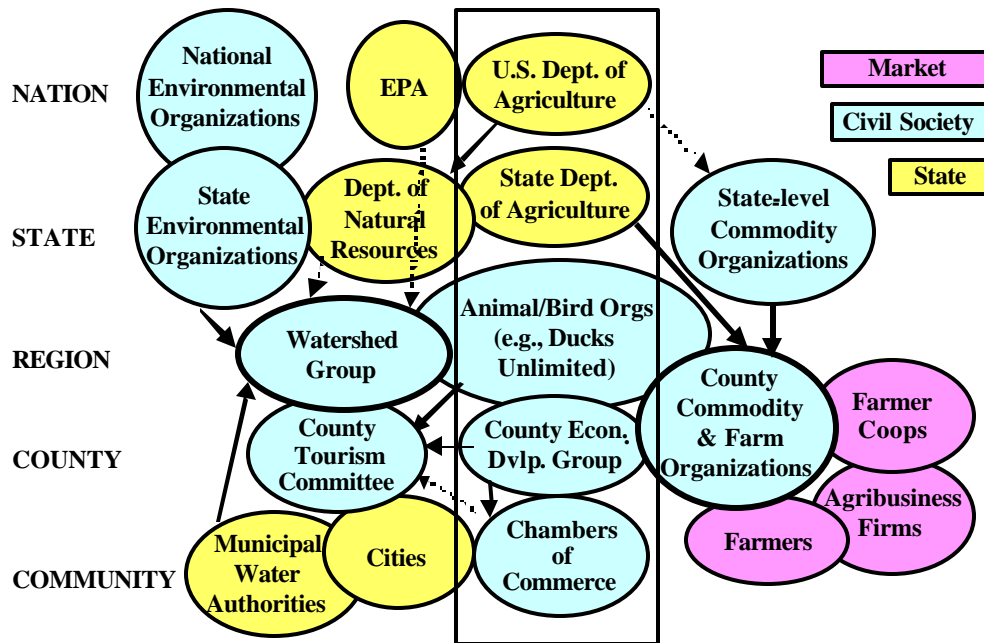 NATION
National
Environmental
Organizations
EPA
U.S. Dept. of
Agriculture
Market
Civil Society
State
STATE
State
Environmental
Organizations
Dept. of
Natural
Resources
State Dept.
of Agriculture
State-level
Commodity
Organizations
REGION
Watershed
Group
Animal/Bird Orgs
(e.g., Ducks
Unlimited)
County
Commodity
& Farm
Organizations
Farmer
Coops
COUNTY
County
Tourism
Committee
County Econ.
Dvlp. Group
Agribusiness
Firms
COMMUNITY
Municipal
Water
Authorities
Cities
Chambers
of
Commerce
Farmers